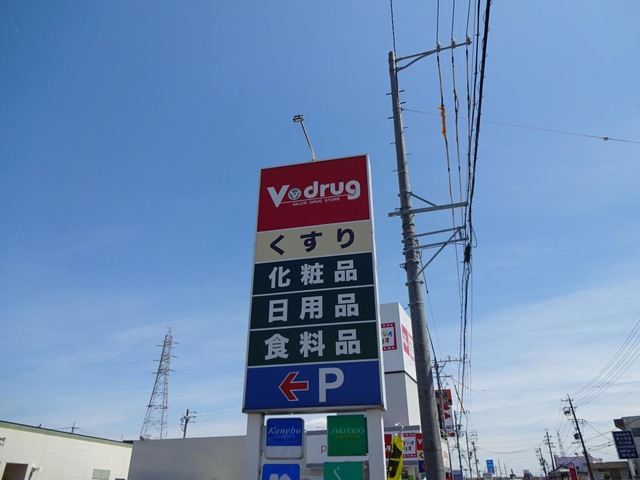 V drug
VALOR DRUG STORE
くすり
化粧品
日用品
食料品
←P
Kanebo
SHISEIDO